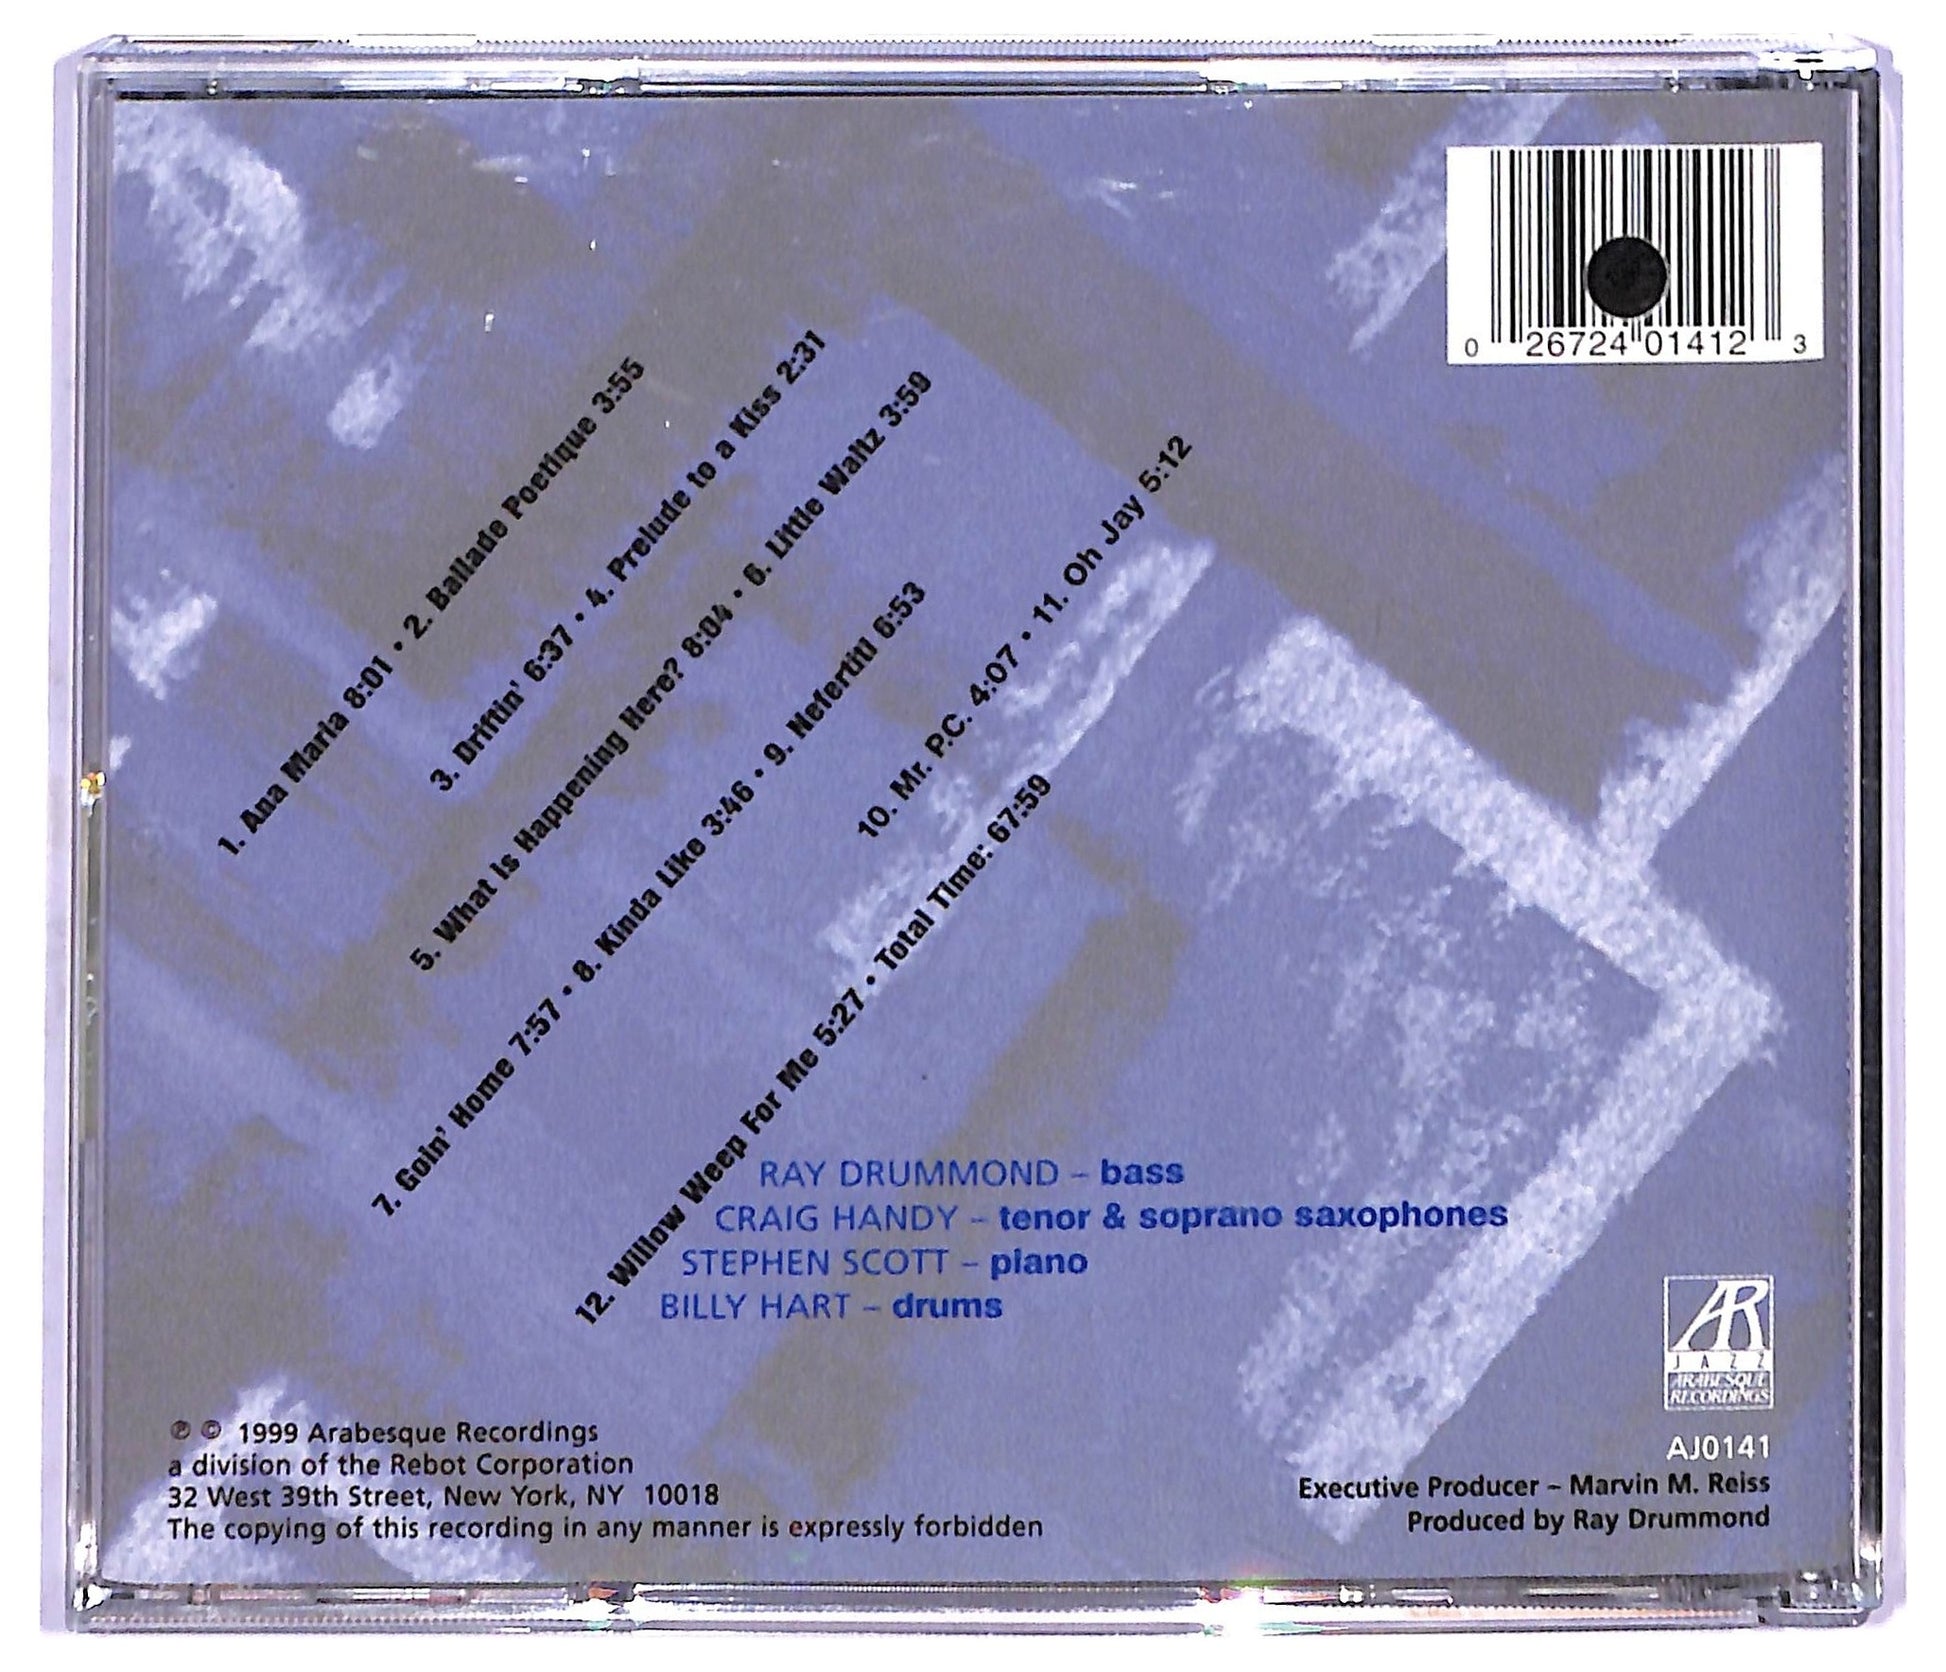 0 26724 01412 3
1. Ana Maria 8:01 • 2. Ballade Poetique 3:55
3. Driftin' 6:37 • 4. Prelude to a Kiss 2:31
5. What Is Happening Here? 8:04 • 6. Little Waltz 3:59
7. Goin' Home 7:57 • 8. Kinda Like 3:46 • 9. Nefertiti 6:53
10. Mr. P.C. 4:07 • 11. Oh Jay 5:12
12. Willow Weep For Me 5:27 • Total Time: 67:59
RAY DRUMMOND – bass
CRAIG HANDY – tenor & soprano saxophones
STEPHEN SCOTT – piano
BILLY HART – drums
AR
JAZZ
ARABESQUE
RECORDINGS
AJ0141
Executive Producer – Marvin M. Reiss
Produced by Ray Drummond
℗ © 1999 Arabesque Recordings
a division of the Rebot Corporation
32 West 39th Street, New York, NY 10018
The copying of this recording in any manner is expressly forbidden